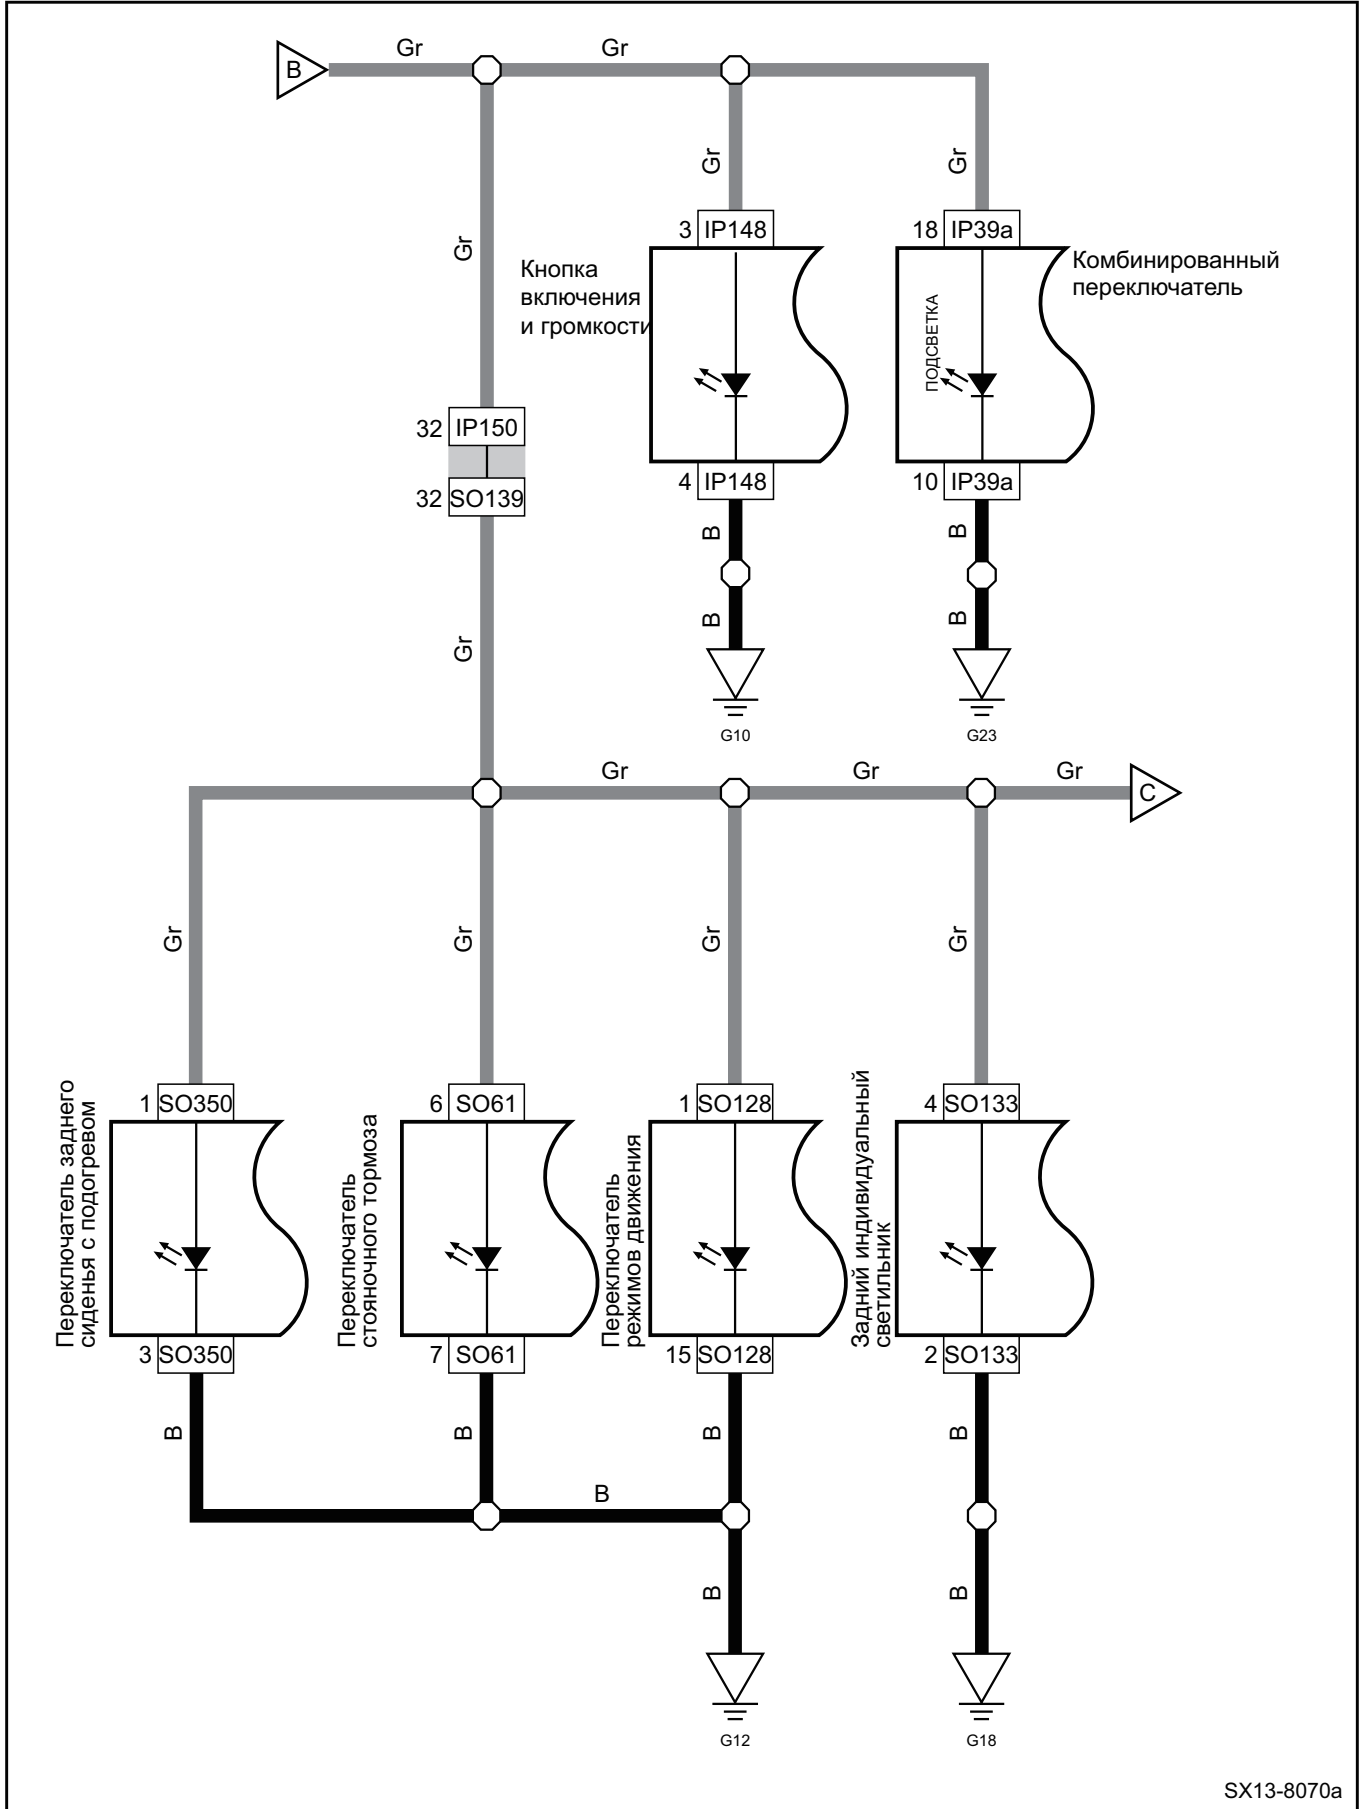 B
Gr
Gr
Gr
Gr
Gr
3 IP148
18 IP39a
Кнопка
включения
и громкости
ПОДСВЕТКА
Комбинированный
переключатель
32 IP150
32 SO139
4 IP148
10 IP39a
B
B
B
B
Gr
G10
G23
Gr
Gr
Gr
C
Gr
Gr
Gr
Gr
1 SO350
6 SO61
1 SO128
4 SO133
Переключатель заднего
сиденья с подогревом
Переключатель
стояночного тормоза
Переключатель
режимов движения
Задний индивидуальный
светильник
3 SO350
7 SO61
15 SO128
2 SO133
B
B
B
B
B
B
B
G12
G18
SX13-8070a